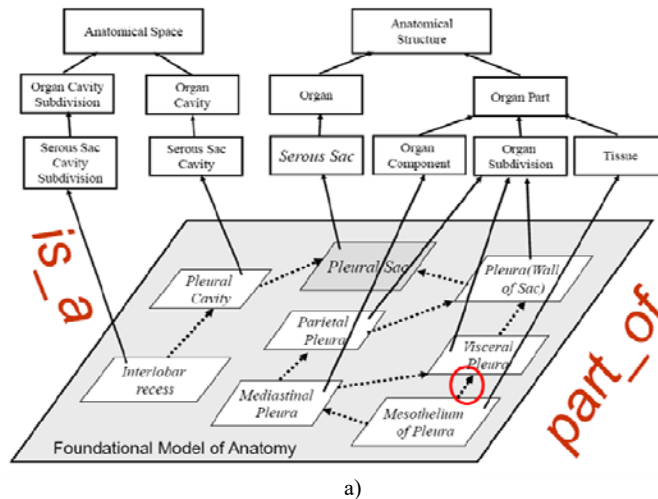 Anatomical Space
Anatomical
Structure
Organ Cavity
Subdivision
Organ
Cavity
Organ
Organ Part
Serous Sac
Cavity
Subdivision
Serous Sac
Cavity
Serous Sac
Organ
Component
Organ
Subdivision
Tissue
is_a
part_of
Pleural Sac
Pleural
Cavity
Pleura(Wall
of Sac)
Parietal
Pleura
Visceral
Pleura
Interlobar
recess
Mediastinal
Pleura
Mesothelium
of Pleura
Foundational Model of Anatomy
a)